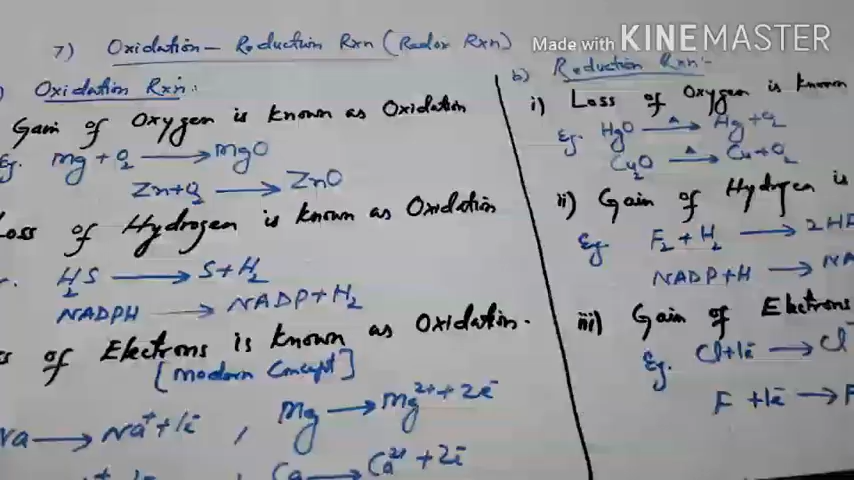 7) Oxidation - Reduction Rxn (Redox Rxn)
Made with KINEMASTER
Oxidation Rxn:
Gain of Oxygen is known as Oxidation
Eg. Mg + O₂ → MgO
Zn + O₂ → ZnO
Loss of Hydrogen is known as Oxidation
H₂S → S + H₂
NADPH → NADP + H₂
of Electrons is known as Oxidation.
[Modern Concept]
Na → Na⁺ + 1e⁻ , Mg → Mg²⁺ + 2e⁻
, Ca → Ca²⁺ + 2e⁻
b) Reduction Rxn:-
i) Loss of Oxygen is known
Eg. HgO —Δ→ Hg + O₂
Cu₂O —Δ→ Cu + O₂
ii) Gain of Hydrogen is
Eg F₂ + H₂ → 2HF
NADP + H → NA
iii) Gain of Electrons
Eg. Cl + 1e⁻ → Cl⁻
F + 1e⁻ → F